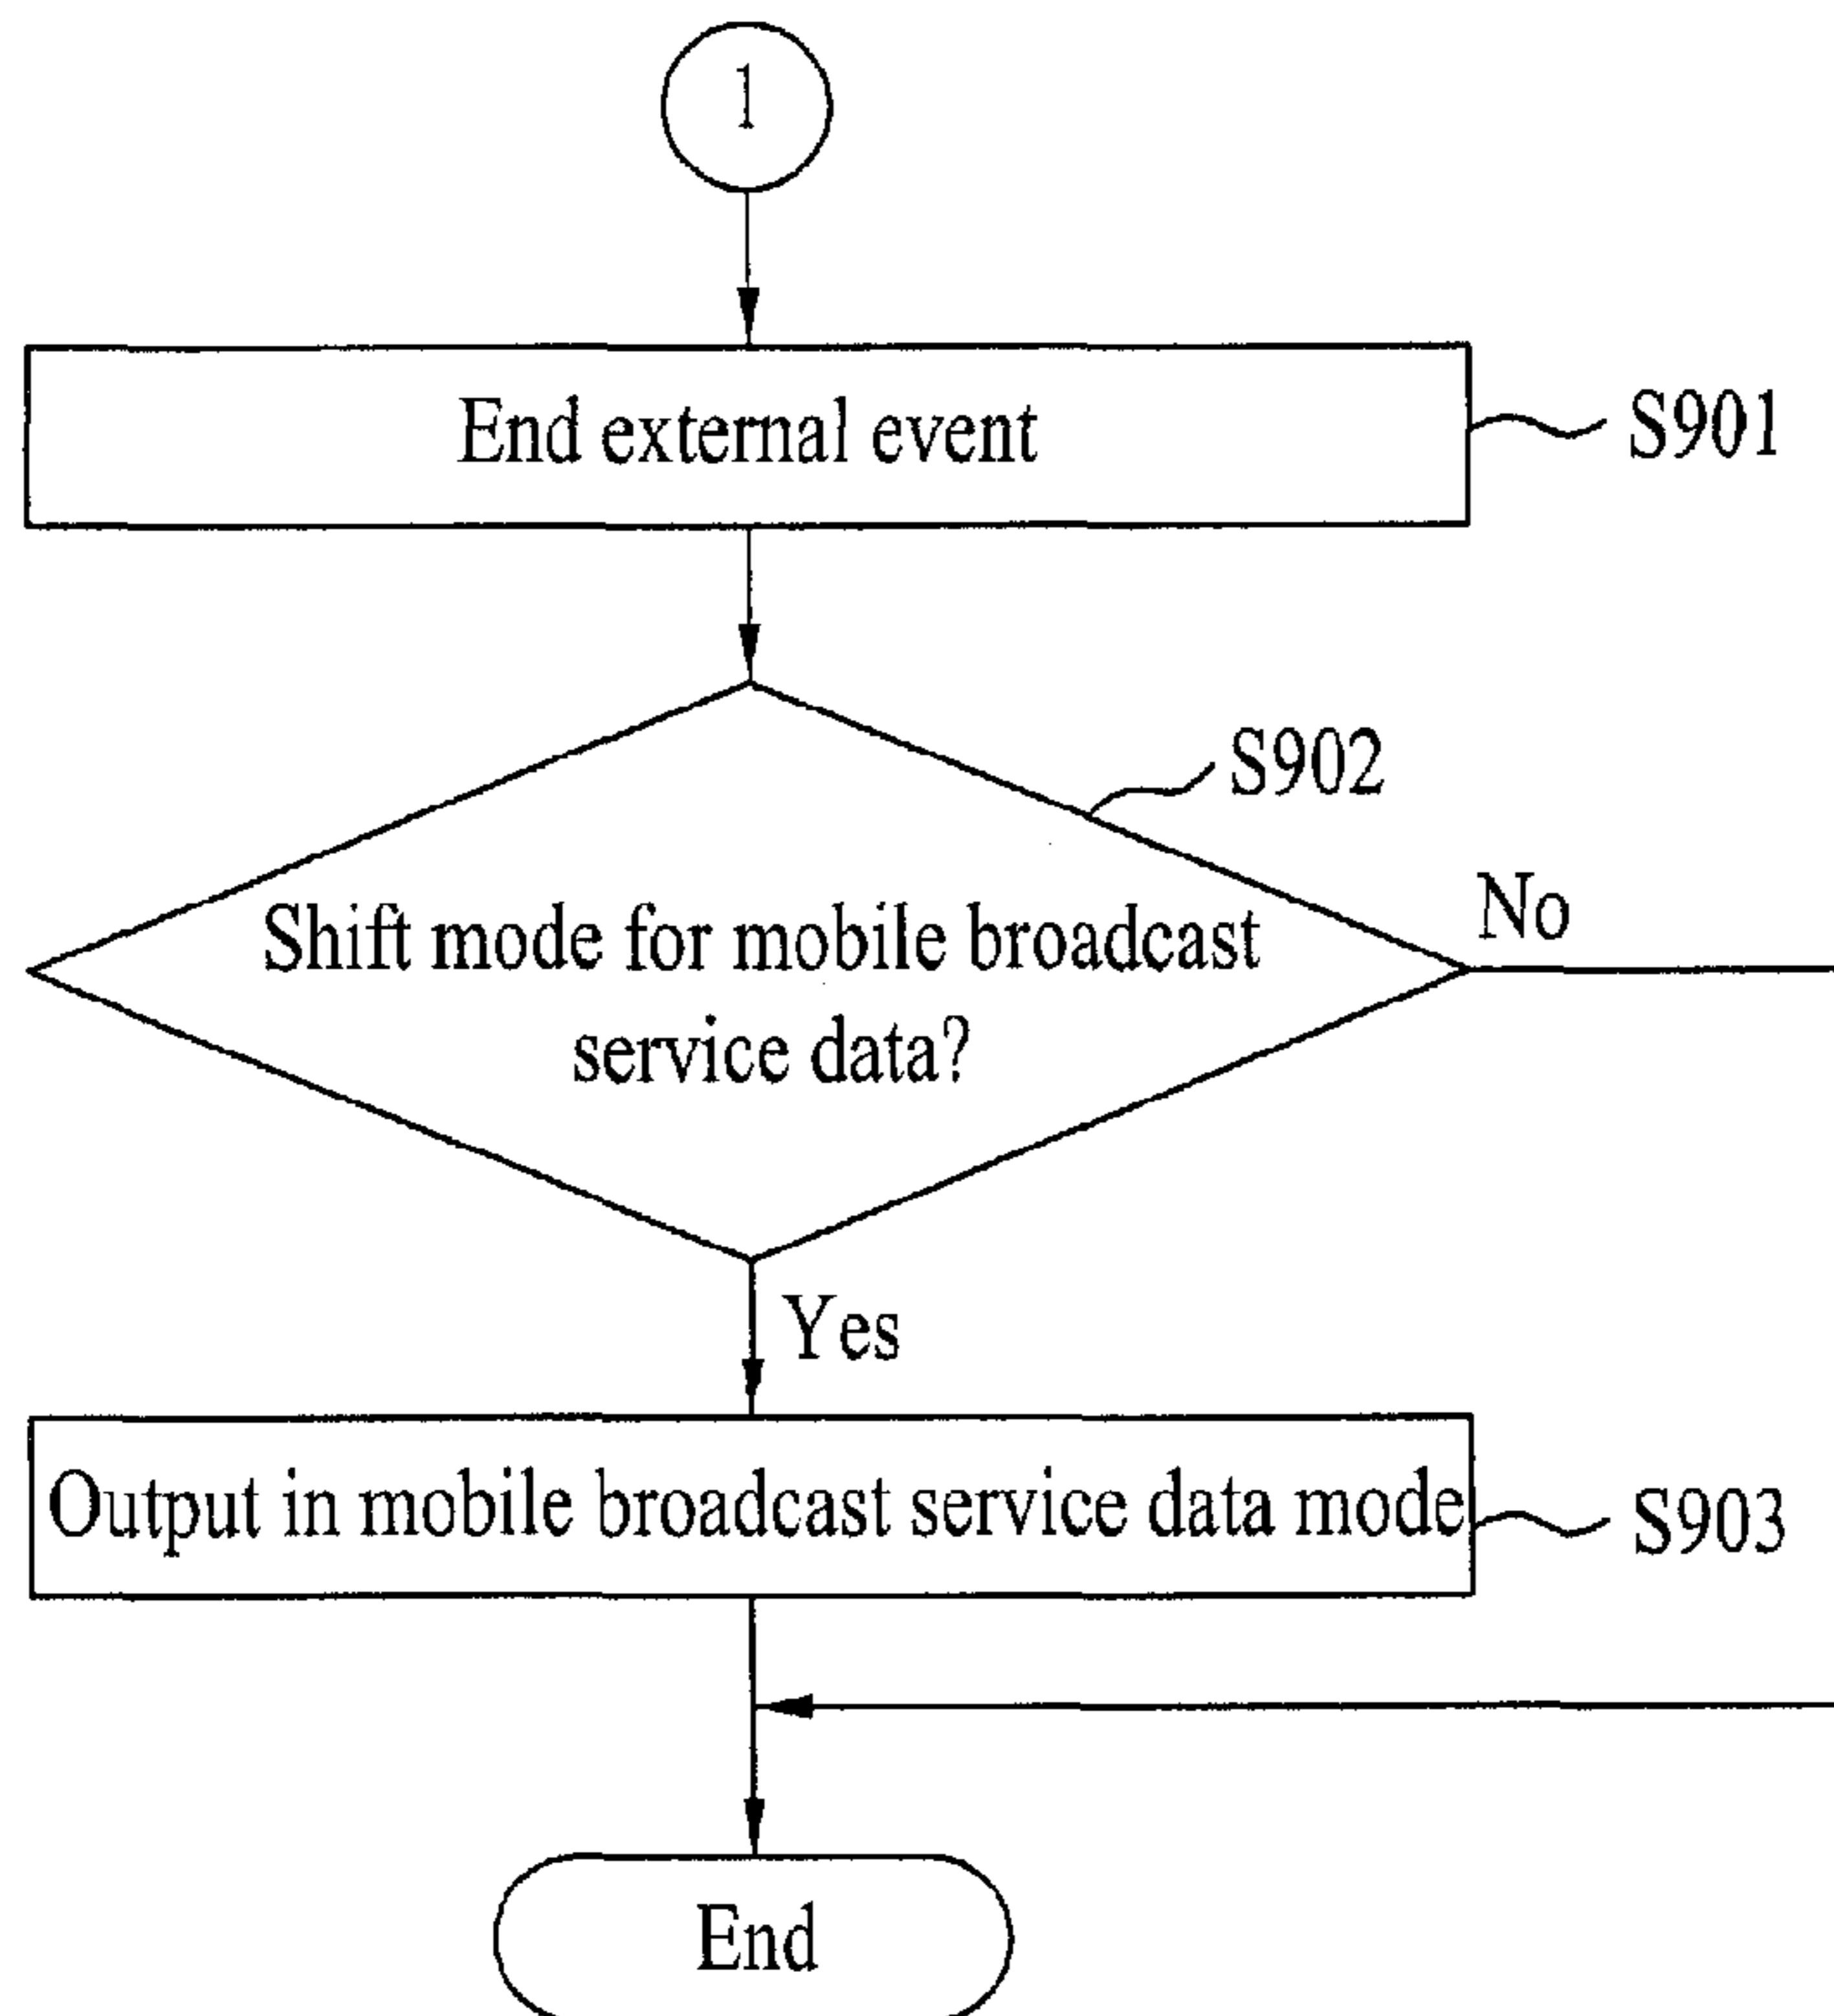 1
End external event
S901
S902
Shift mode for mobile broadcast
service data?
No
Yes
Output in mobile broadcast service data mode
S903
End